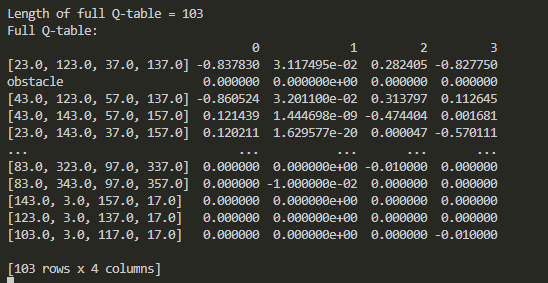 Length of full Q-table = 103
Full Q-table:
0 1 2 3
[23.0, 123.0, 37.0, 137.0] -0.837830 3.117495e-02 0.282405 -0.827750
obstacle 0.000000 0.000000e+00 0.000000 0.000000
[43.0, 123.0, 57.0, 137.0] -0.860524 3.201100e-02 0.313797 0.112645
[43.0, 143.0, 57.0, 157.0] 0.121439 1.444698e-09 -0.474404 0.001681
[23.0, 143.0, 37.0, 157.0] 0.120211 1.629577e-20 0.000047 -0.570111
... ... ... ... ...
[83.0, 323.0, 97.0, 337.0] 0.000000 0.000000e+00 -0.010000 0.000000
[83.0, 343.0, 97.0, 357.0] 0.000000 -1.000000e-02 0.000000 0.000000
[143.0, 3.0, 157.0, 17.0] 0.000000 0.000000e+00 0.000000 0.000000
[123.0, 3.0, 137.0, 17.0] 0.000000 0.000000e+00 0.000000 0.000000
[103.0, 3.0, 117.0, 17.0] 0.000000 0.000000e+00 0.000000 -0.010000
[103 rows x 4 columns]